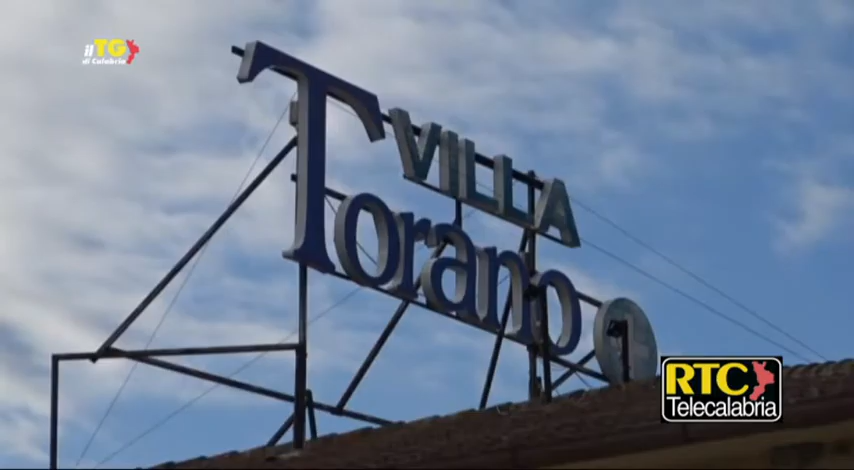 il TG
di Calabria
VILLA
Torano
RTC
Telecalabria